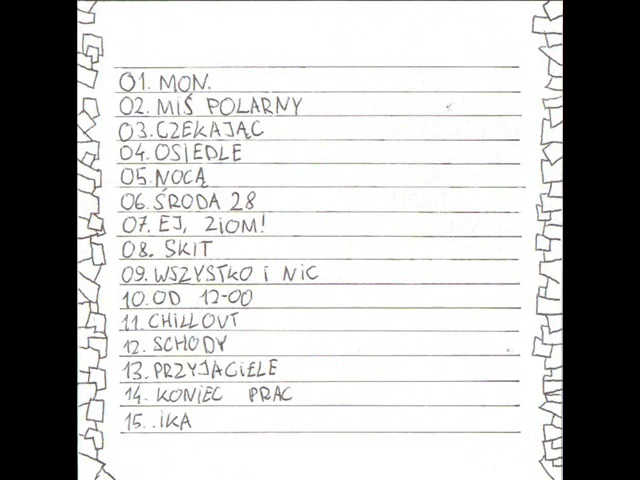 01. MON.
02. MIŚ POLARNY
03. CZEKAJĄC
04. OSIEDLE
05. NOCĄ
06. ŚRODA 28
07. EJ, ZIOM!
08. SKIT
09. WSZYSTKO I NIC
10. OD 12-00
11. CHILLOUT
12. SCHODY
13. PRZYJACIELE
14. KONIEC PRAC
15. .IKA